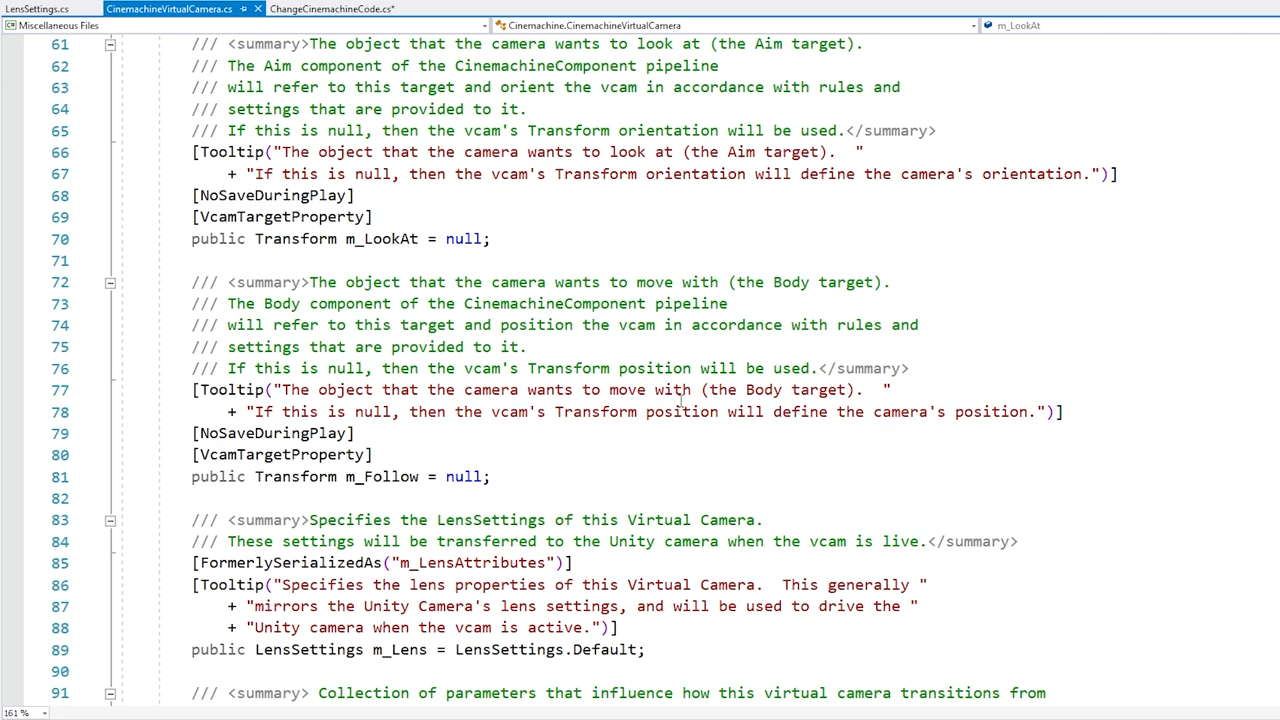 LensSettings.cs CinemachineVirtualCamera.cs ChangeCinemachineCode.cs*
Miscellaneous Files Cinemachine.CinemachineVirtualCamera m_LookAt
61 /// <summary>The object that the camera wants to look at (the Aim target).
62 /// The Aim component of the CinemachineComponent pipeline
63 /// will refer to this target and orient the vcam in accordance with rules and
64 /// settings that are provided to it.
65 /// If this is null, then the vcam's Transform orientation will be used.</summary>
66 [Tooltip("The object that the camera wants to look at (the Aim target).  "
67 + "If this is null, then the vcam's Transform orientation will define the camera's orientation.")]
68 [NoSaveDuringPlay]
69 [VcamTargetProperty]
70 public Transform m_LookAt = null;
71
72 /// <summary>The object that the camera wants to move with (the Body target).
73 /// The Body component of the CinemachineComponent pipeline
74 /// will refer to this target and position the vcam in accordance with rules and
75 /// settings that are provided to it.
76 /// If this is null, then the vcam's Transform position will be used.</summary>
77 [Tooltip("The object that the camera wants to move with (the Body target).  "
78 + "If this is null, then the vcam's Transform position will define the camera's position.")]
79 [NoSaveDuringPlay]
80 [VcamTargetProperty]
81 public Transform m_Follow = null;
82
83 /// <summary>Specifies the LensSettings of this Virtual Camera.
84 /// These settings will be transferred to the Unity camera when the vcam is live.</summary>
85 [FormerlySerializedAs("m_LensAttributes")]
86 [Tooltip("Specifies the lens properties of this Virtual Camera.  This generally "
87 + "mirrors the Unity Camera's lens settings, and will be used to drive the "
88 + "Unity camera when the vcam is active.")]
89 public LensSettings m_Lens = LensSettings.Default;
90
91 /// <summary> Collection of parameters that influence how this virtual camera transitions from
161 %